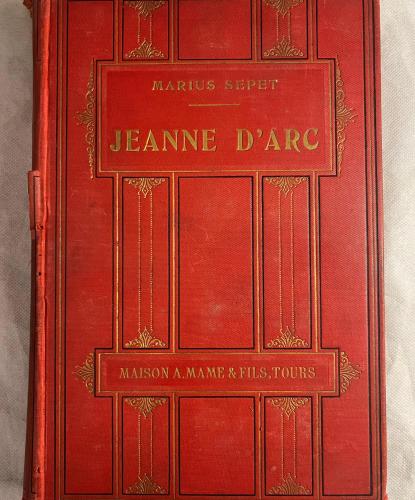 MARIUS SEPET
JEANNE D'ARC
MAISON A. MAME & FILS, TOURS